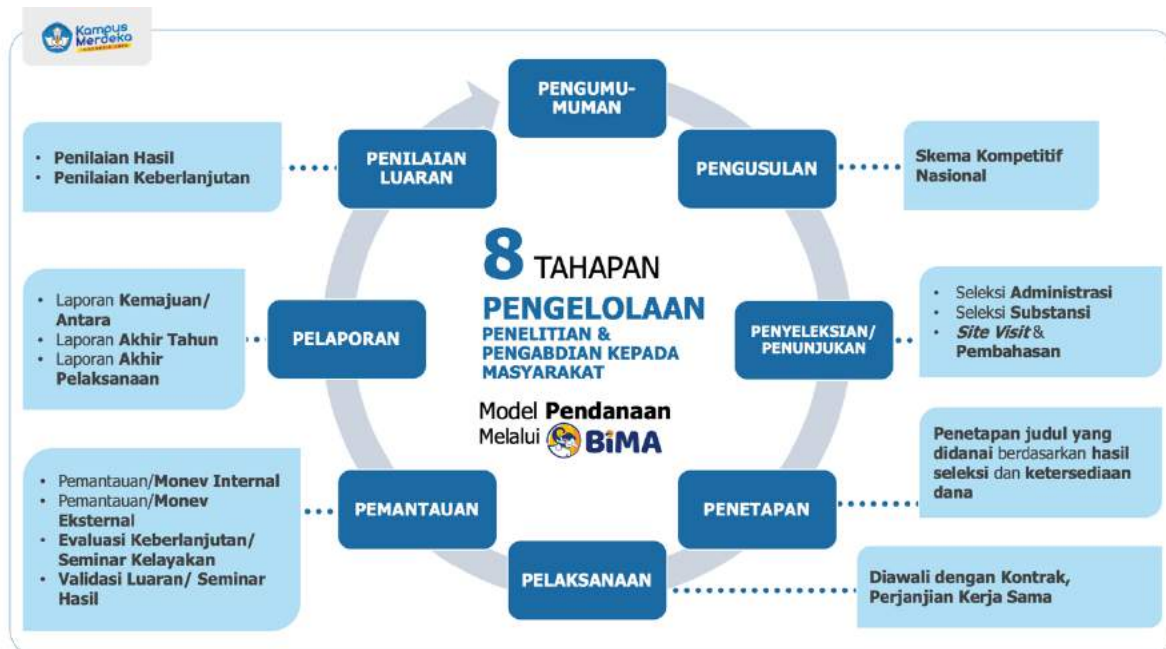 Kampus
Merdeka
INDONESIA JAYA
PENGUMU-
MUMAN
PENGUSULAN
Skema Kompetitif
Nasional
PENYELEKSIAN/
PENUNJUKAN
• Seleksi Administrasi
• Seleksi Substansi
• Site Visit &
Pembahasan
PENETAPAN
Penetapan judul yang
didanai berdasarkan hasil
seleksi dan ketersediaan
dana
PELAKSANAAN
Diawali dengan Kontrak,
Perjanjian Kerja Sama
PEMANTAUAN
• Pemantauan/Monev Internal
• Pemantauan/Monev
Eksternal
• Evaluasi Keberlanjutan/
Seminar Kelayakan
• Validasi Luaran/ Seminar
Hasil
PELAPORAN
• Laporan Kemajuan/
Antara
• Laporan Akhir Tahun
• Laporan Akhir
Pelaksanaan
PENILAIAN
LUARAN
• Penilaian Hasil
• Penilaian Keberlanjutan
8 TAHAPAN
PENGELOLAAN
PENELITIAN &
PENGABDIAN KEPADA
MASYARAKAT
Model Pendanaan
Melalui BiMA